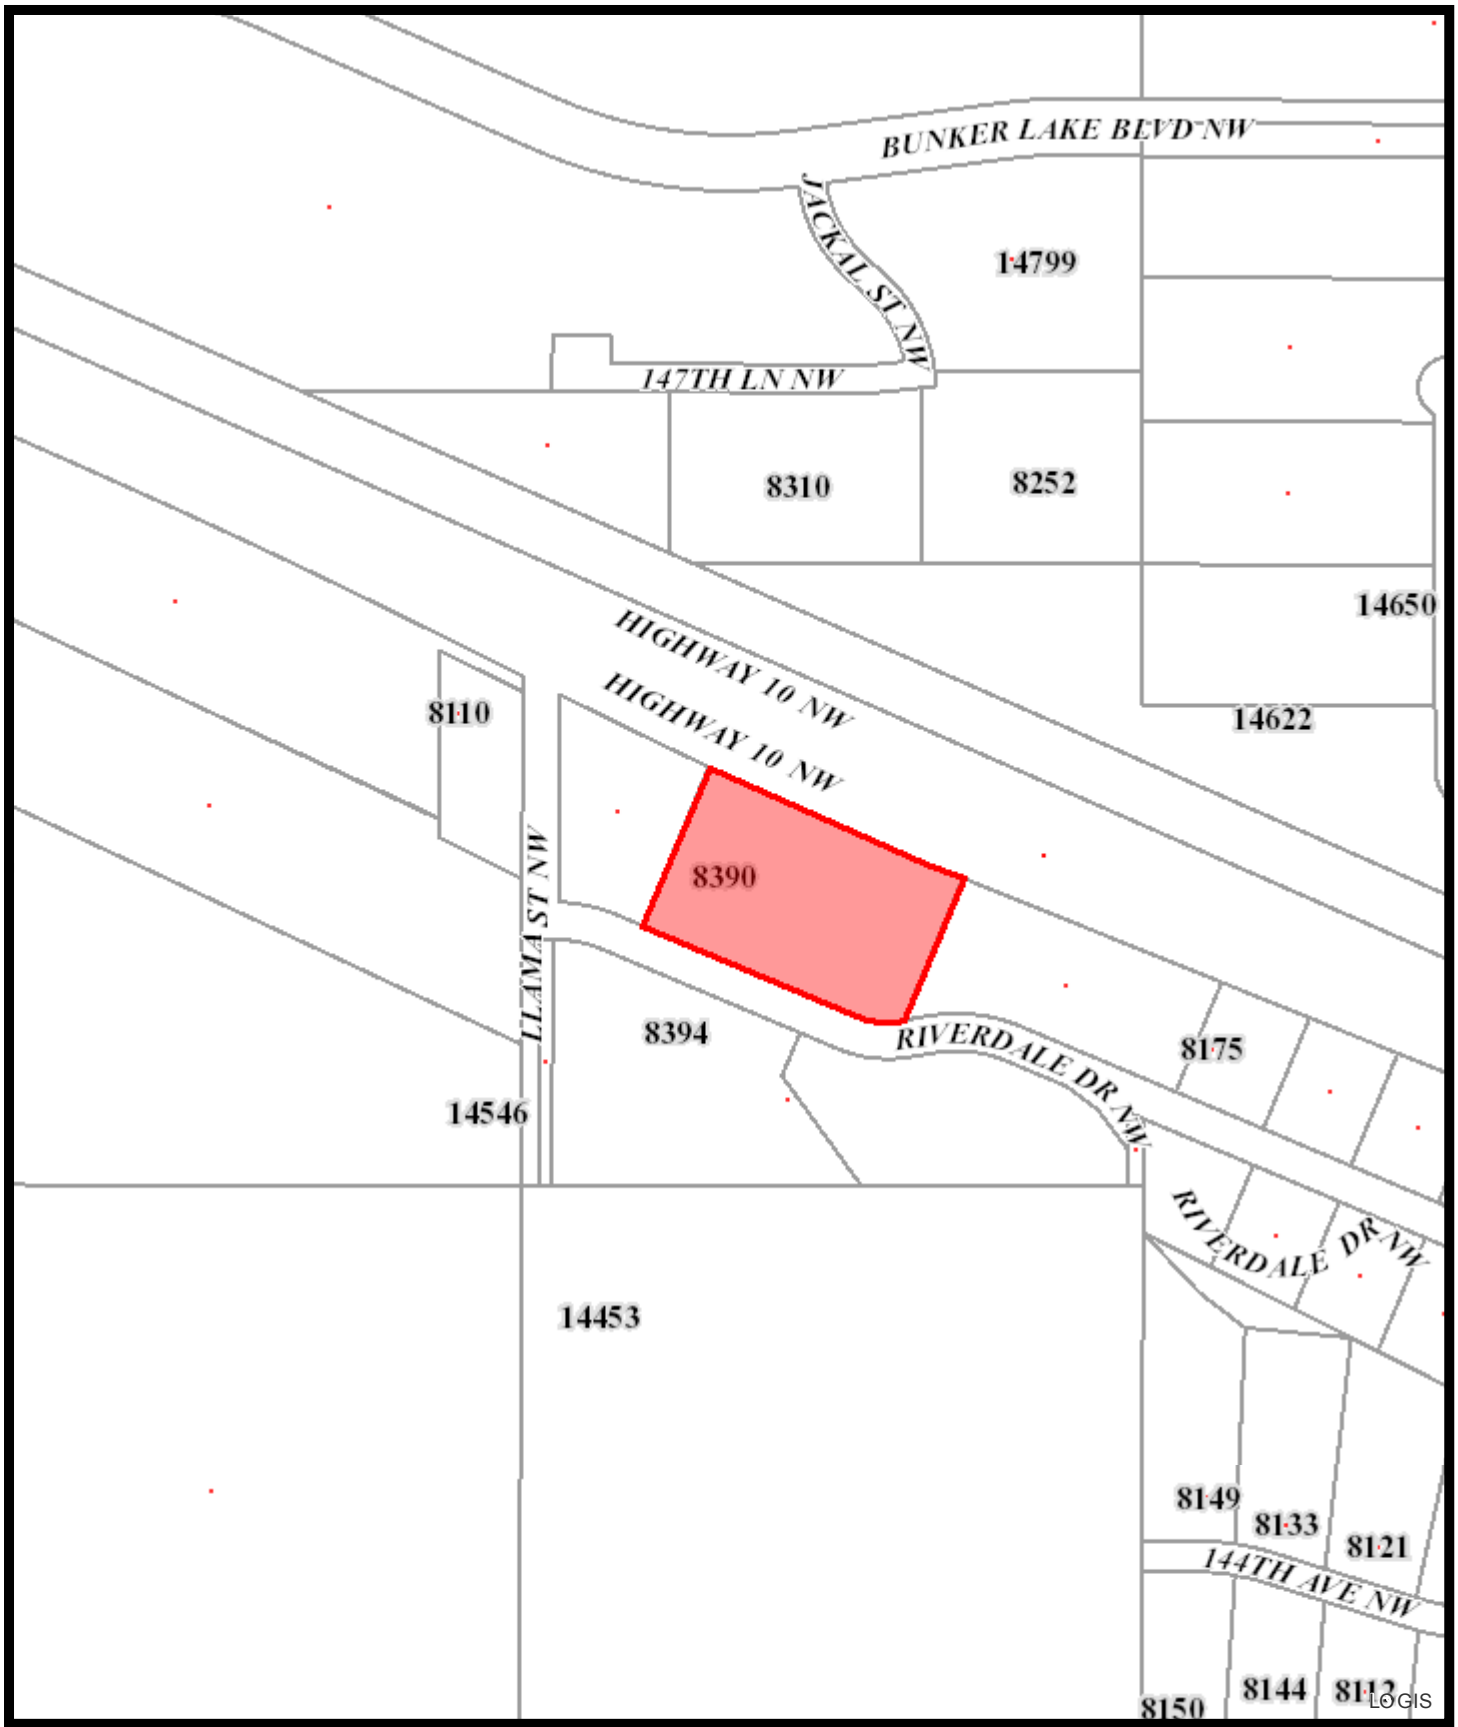 BUNKER LAKE BLVD NW
JACKAL ST NW
14799
147TH LN NW
8310
8252
14650
HIGHWAY 10 NW
14622
HIGHWAY 10 NW
8110
8390
LLAMA ST NW
8394
RIVERDALE DR NW
8175
14546
RIVERDALE DR NW
14453
8149
8133
8121
144TH AVE NW
8144
8112
8150
LOGIS